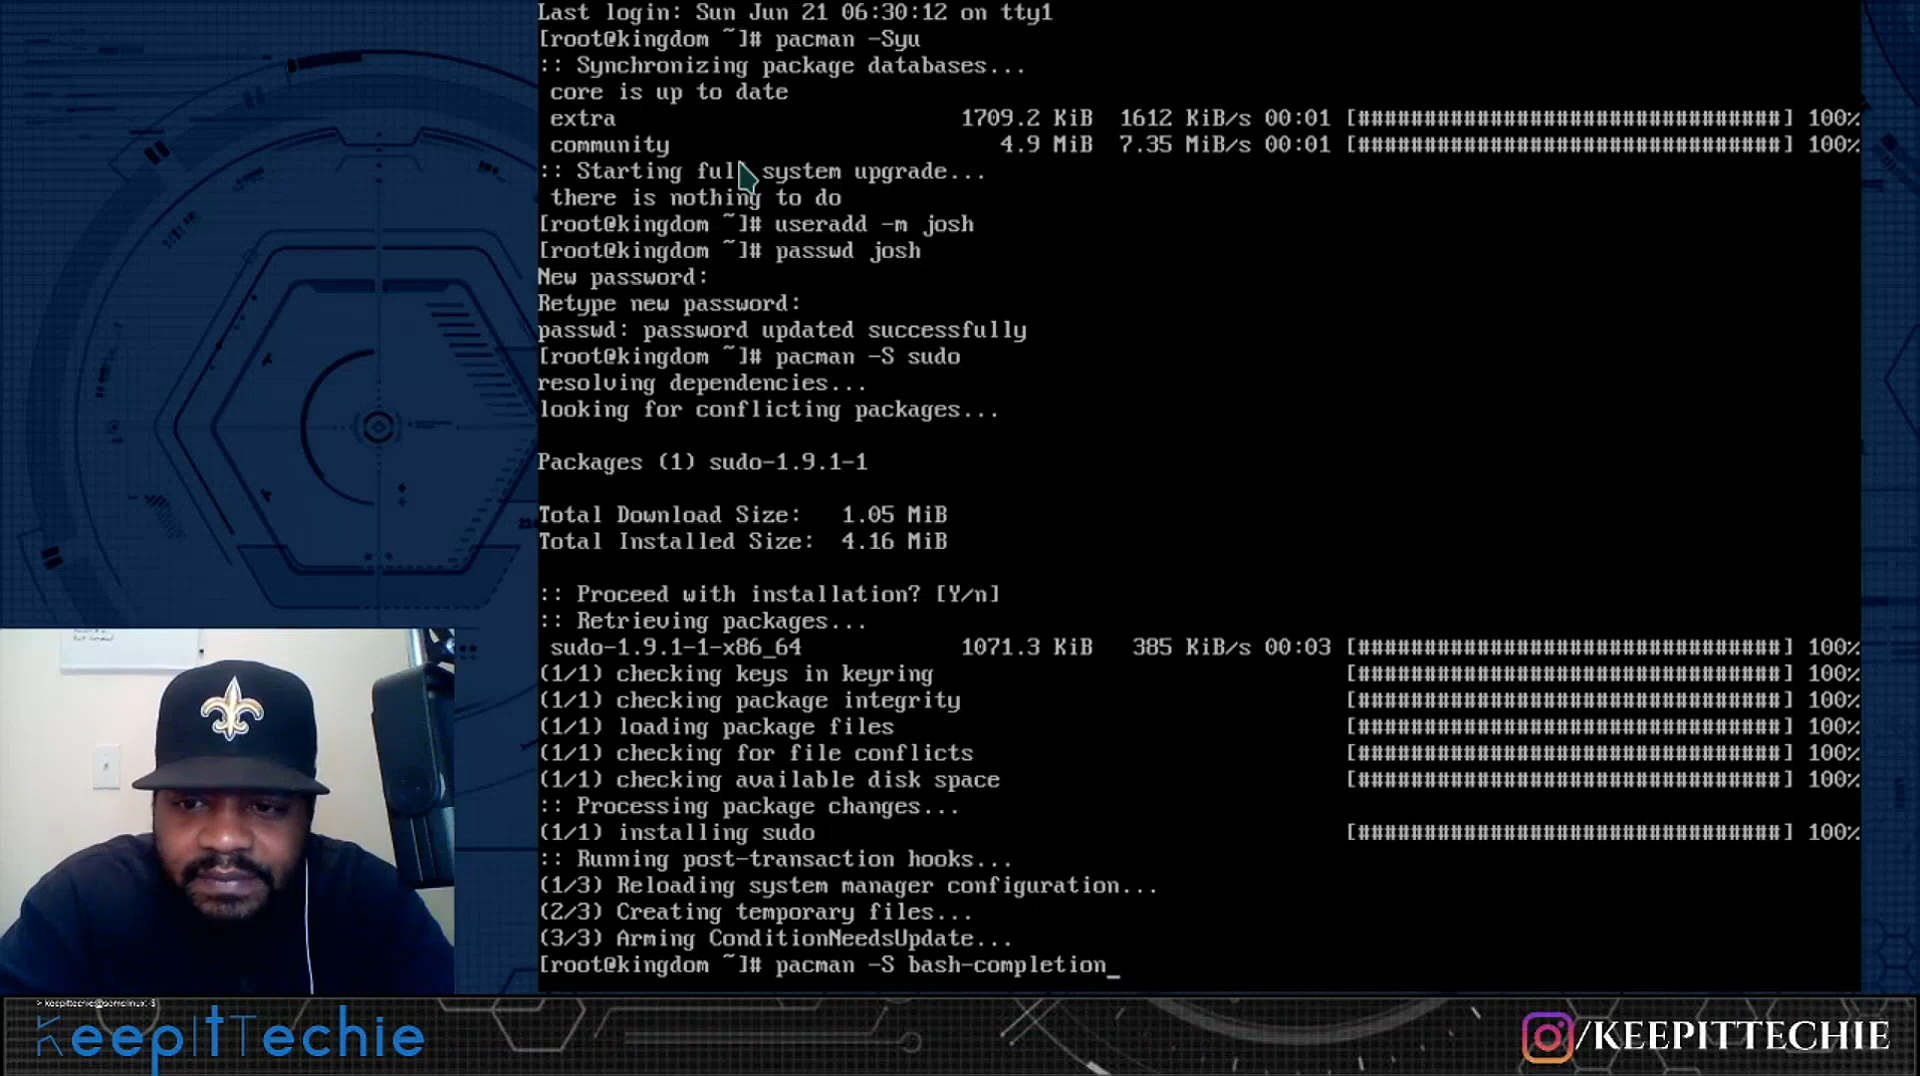 Last login: Sun Jun 21 06:30:12 on tty1
[root@kingdom ~]# pacman -Syu
:: Synchronizing package databases...
core is up to date
extra 1709.2 KiB 1612 KiB/s 00:01 [################################] 100%
community 4.9 MiB 7.35 MiB/s 00:01 [################################] 100%
:: Starting full system upgrade...
there is nothing to do
[root@kingdom ~]# useradd -m josh
[root@kingdom ~]# passwd josh
New password:
Retype new password:
passwd: password updated successfully
[root@kingdom ~]# pacman -S sudo
resolving dependencies...
looking for conflicting packages...
Packages (1) sudo-1.9.1-1
Total Download Size: 1.05 MiB
Total Installed Size: 4.16 MiB
:: Proceed with installation? [Y/n]
:: Retrieving packages...
sudo-1.9.1-1-x86_64 1071.3 KiB 385 KiB/s 00:03 [################################] 100%
(1/1) checking keys in keyring [################################] 100%
(1/1) checking package integrity [################################] 100%
(1/1) loading package files [################################] 100%
(1/1) checking for file conflicts [################################] 100%
(1/1) checking available disk space [################################] 100%
:: Processing package changes...
(1/1) installing sudo [################################] 100%
:: Running post-transaction hooks...
(1/3) Reloading system manager configuration...
(2/3) Creating temporary files...
(3/3) Arming ConditionNeedsUpdate...
[root@kingdom ~]# pacman -S bash-completion_
KeepItTechie
/KEEPITTECHIE